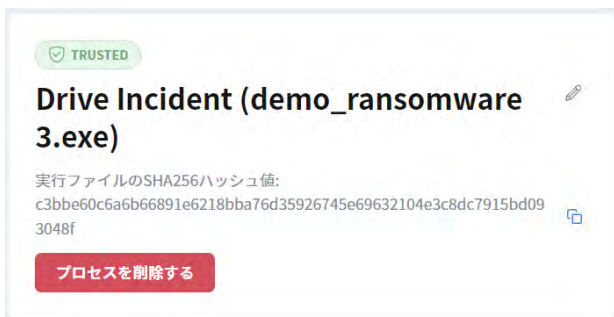 TRUSTED
Drive Incident (demo_ransomware
3.exe)
実行ファイルのSHA256ハッシュ値:
c3bbe60c6a6b66891e6218bba76d35926745e69632104e3c8dc7915bd09
3048f
プロセスを削除する